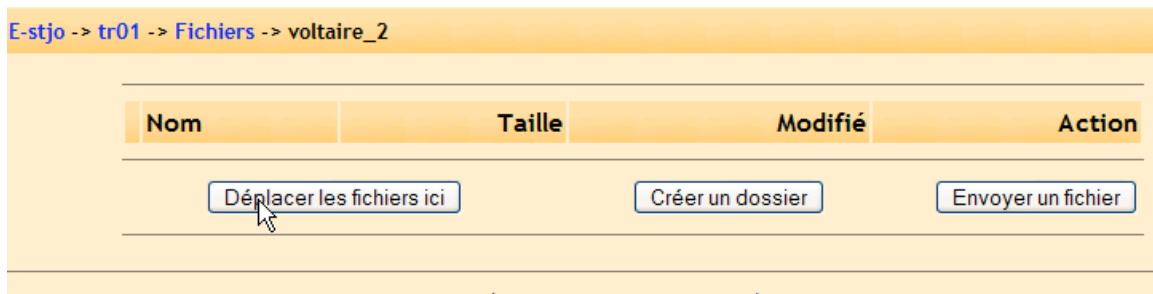 E-stjo -> tr01 -> Fichiers -> voltaire_2
Nom Taille Modifié Action
Déplacer les fichiers ici Créer un dossier Envoyer un fichier